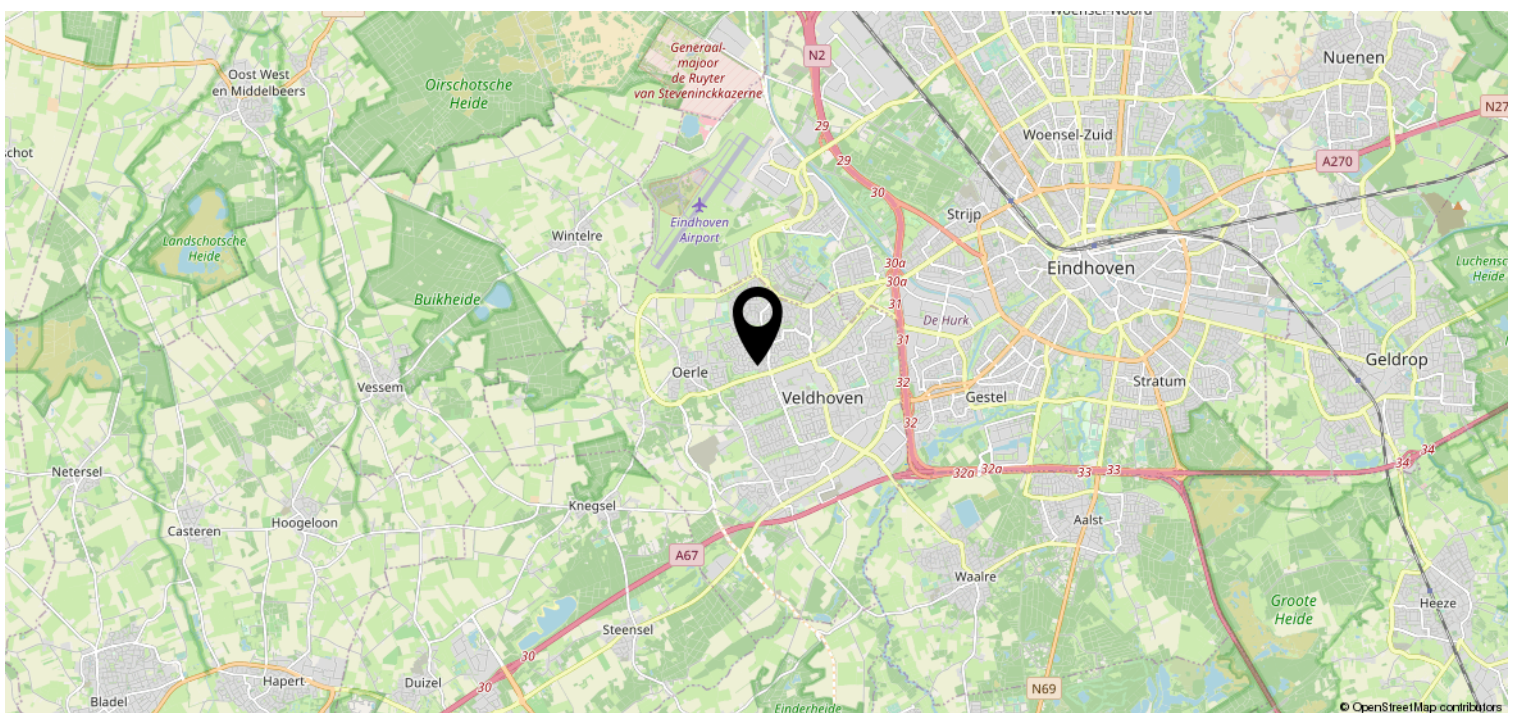 Woensel-Noord
N2
Generaal-
majoor
de Ruyter
van Steveninckkazerne
Nuenen
Oost West
en Middelbeers
Oirschotsche
Heide
N27
29
Woensel-Zuid
schot
29
A270
30
Strijp
Eindhoven
Airport
Wintelre
Landschotsche
Heide
30a
Eindhoven
Luchensc
Heide
30a
Buikheide
31
De Hurk
31
Geldrop
Oerle
Vessem
32
Stratum
Veldhoven
Gestel
32
34
34
Netersel
32a
32a
33
33
Knegsel
Hoogeloon
Casteren
Aalst
A67
Waalre
Groote
Heide
Heeze
Steensel
30
30
Hapert
Duizel
N69
Bladel
Einderheide
© OpenStreetMap contributors